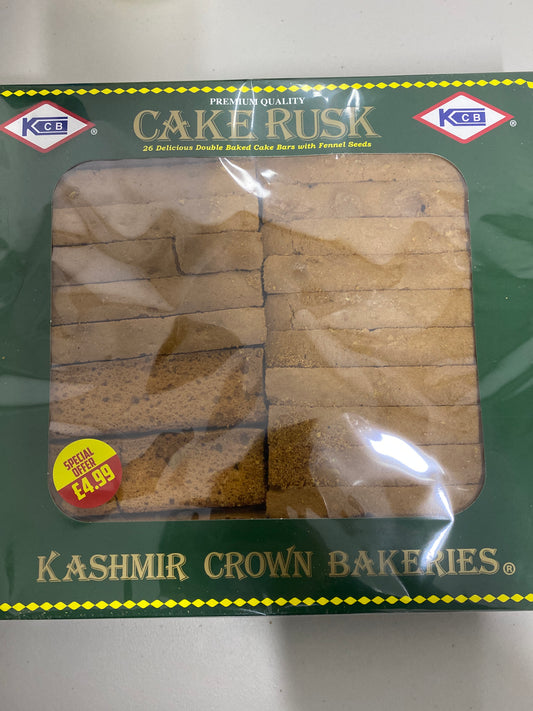 PREMIUM QUALITY
KCB ®
CAKE RUSK
KCB ®
26 Delicious Double Baked Cake Bars with Fennel Seeds
SPECIAL
OFFER
£4.99
KASHMIR CROWN BAKERIES®